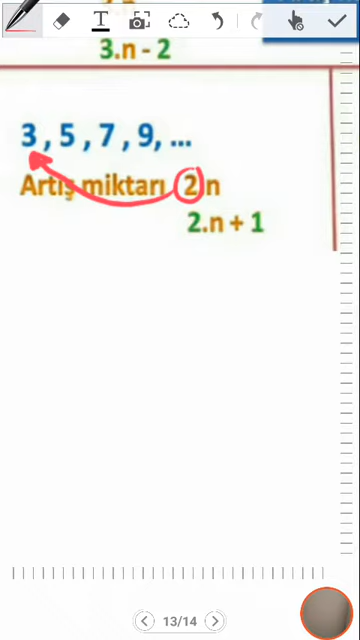 T
3.n - 2
3 , 5 , 7 , 9, ...
Artış miktarı 2 n
2.n + 1
13/14